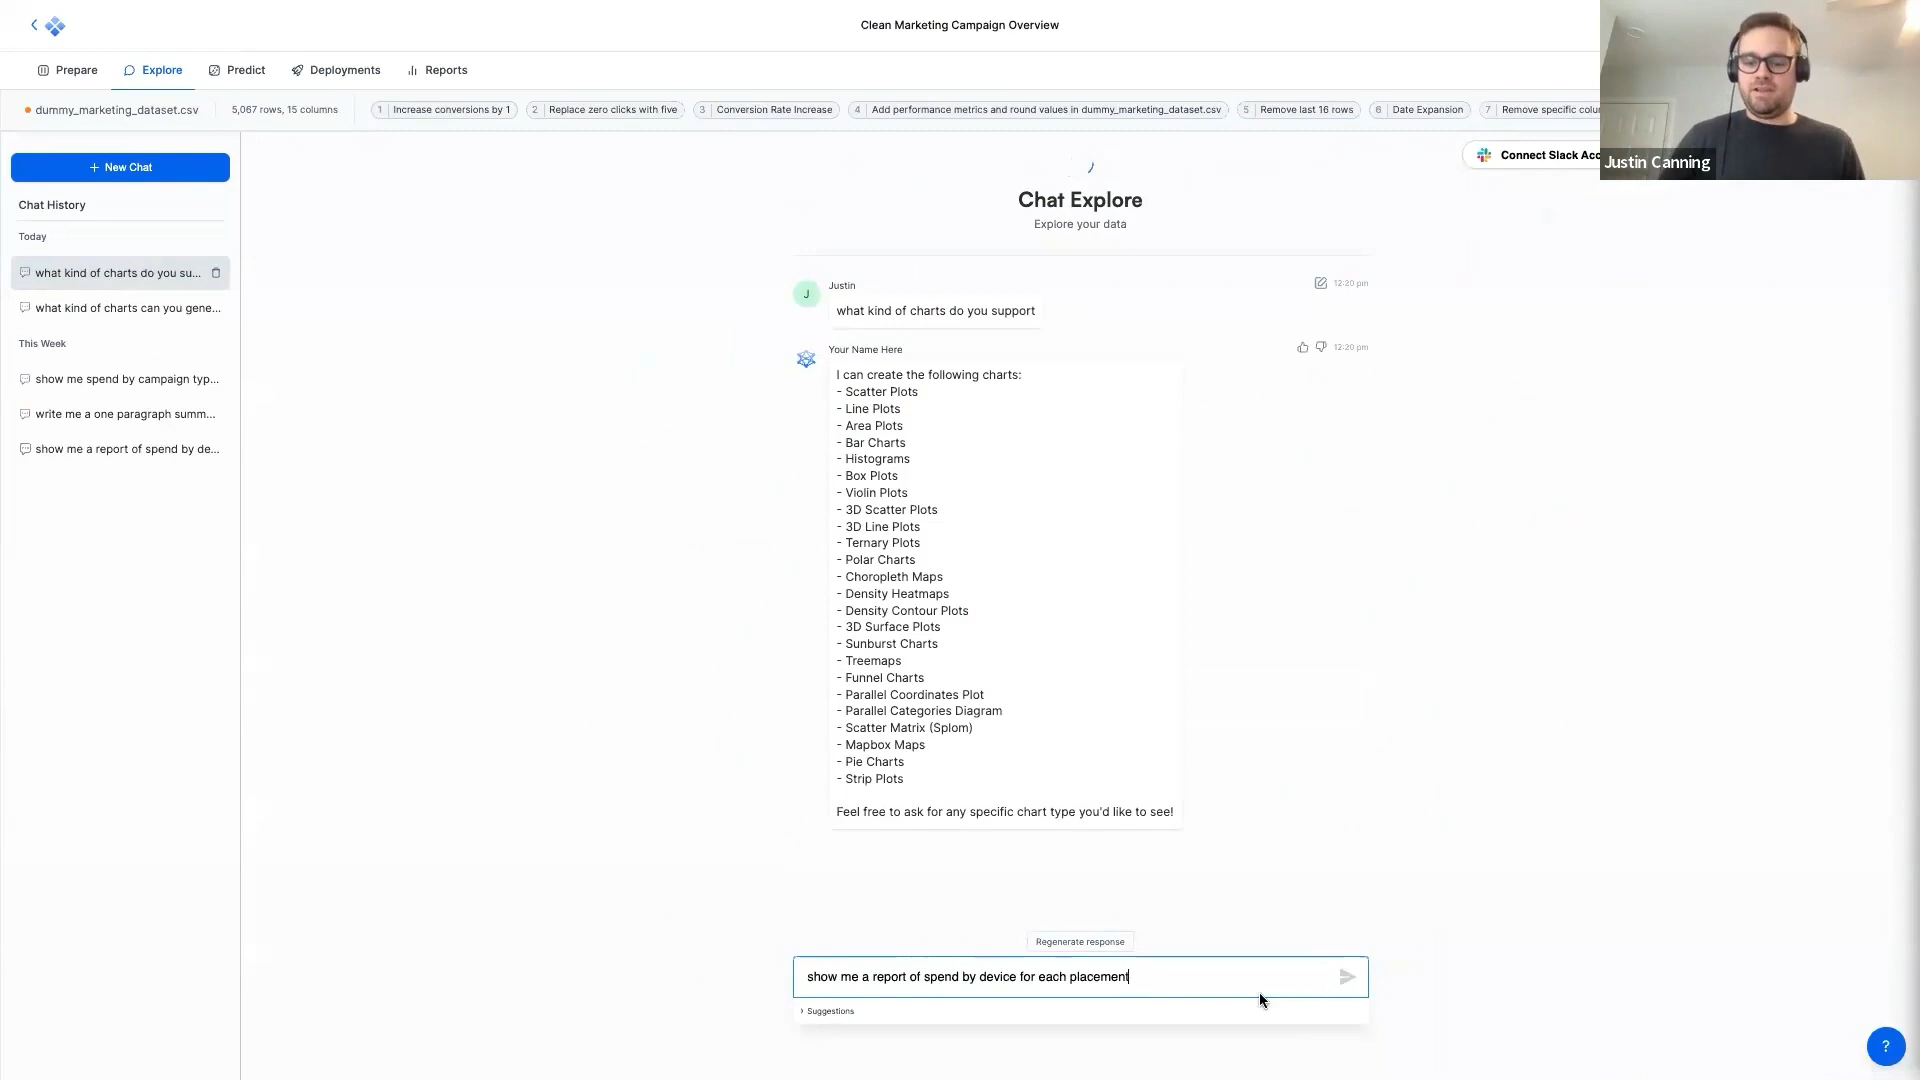 Clean Marketing Campaign Overview
Prepare
Explore
Predict
Deployments
Reports
dummy_marketing_dataset.csv
5,067 rows, 15 columns
1 Increase conversions by 1
2 Replace zero clicks with five
3 Conversion Rate Increase
4 Add performance metrics and round values in dummy_marketing_dataset.csv
5 Remove last 16 rows
6 Date Expansion
7 Remove specific colu
+ New Chat
Connect Slack Acc
Justin Canning
Chat History
Today
what kind of charts do you su...
what kind of charts can you gene...
This Week
show me spend by campaign typ...
write me a one paragraph summ...
show me a report of spend by de...
Chat Explore
Explore your data
J
Justin
12:20 pm
what kind of charts do you support
Your Name Here
12:20 pm
I can create the following charts:
- Scatter Plots
- Line Plots
- Area Plots
- Bar Charts
- Histograms
- Box Plots
- Violin Plots
- 3D Scatter Plots
- 3D Line Plots
- Ternary Plots
- Polar Charts
- Choropleth Maps
- Density Heatmaps
- Density Contour Plots
- 3D Surface Plots
- Sunburst Charts
- Treemaps
- Funnel Charts
- Parallel Coordinates Plot
- Parallel Categories Diagram
- Scatter Matrix (Splom)
- Mapbox Maps
- Pie Charts
- Strip Plots
Feel free to ask for any specific chart type you'd like to see!
Regenerate response
show me a report of spend by device for each placement
Suggestions
?